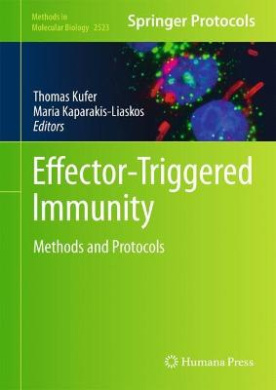 Methods in
Molecular Biology 2523
Springer Protocols
Thomas Kufer
Maria Kaparakis-Liaskos
Editors
Effector-Triggered
Immunity
Methods and Protocols
Humana Press